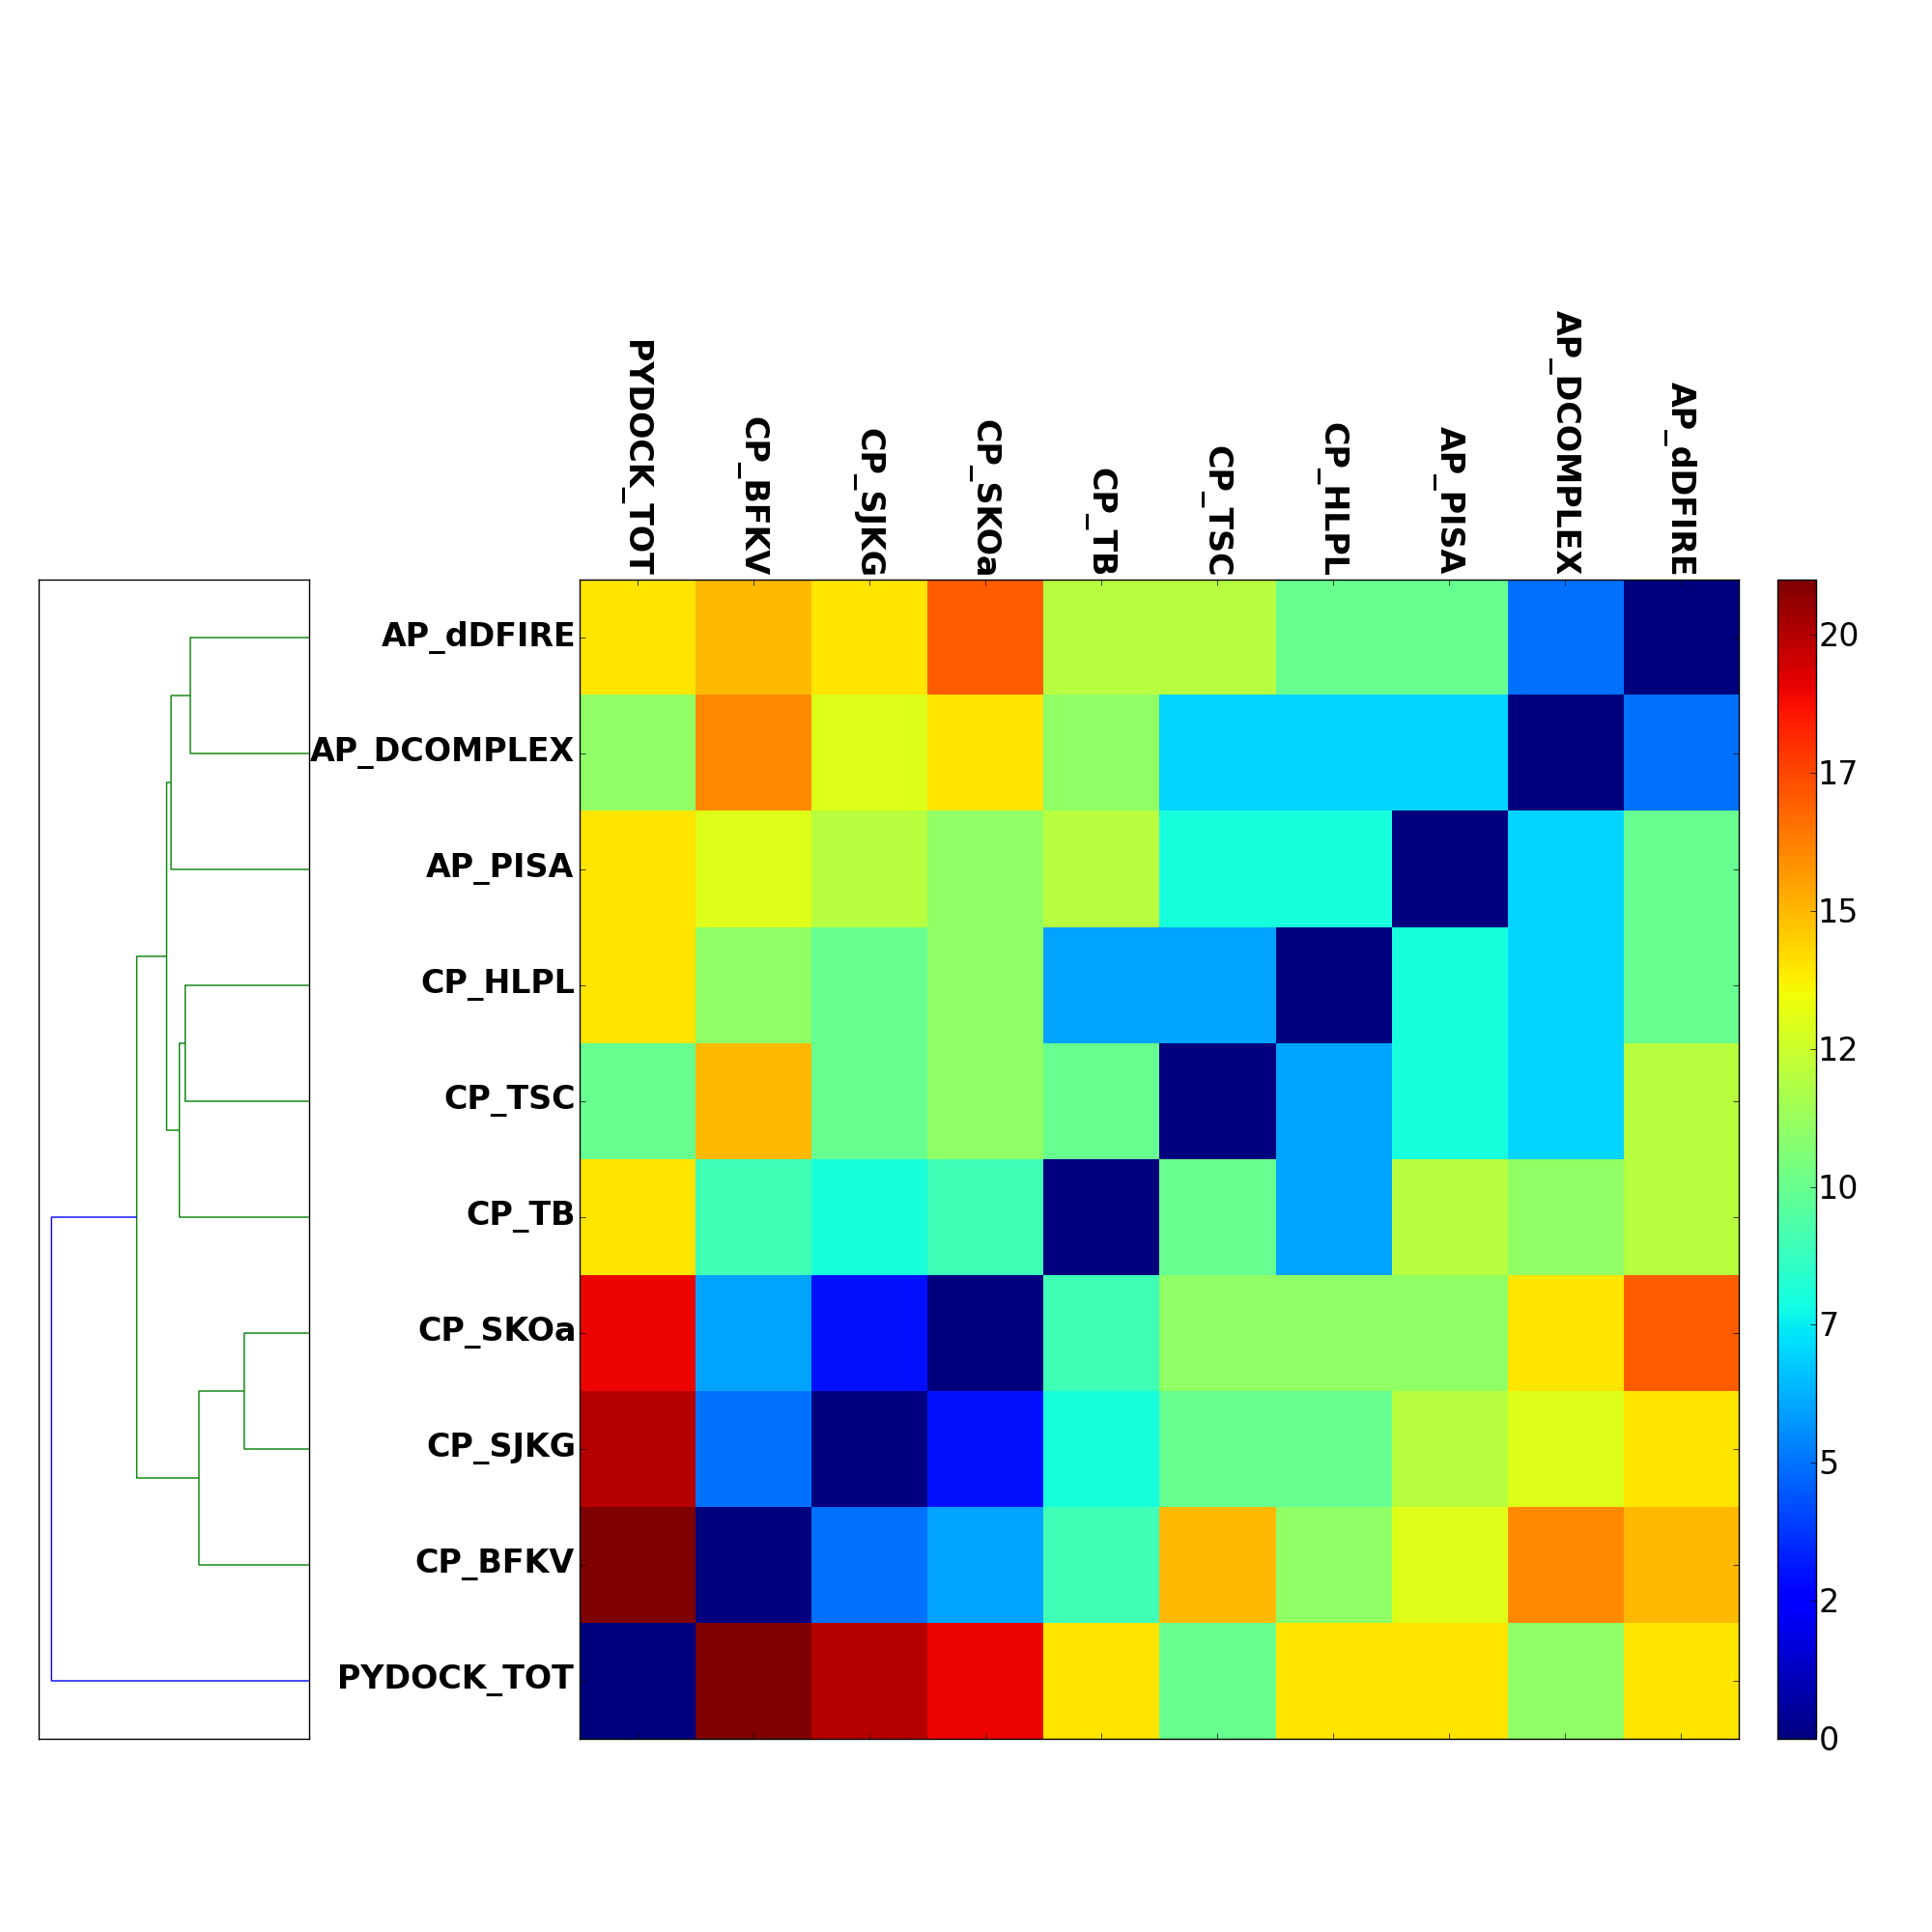 PYDOCK_TOT
CP_BFKV
CP_SJKG
CP_SKOa
CP_TB
CP_TSC
CP_HLPL
AP_PISA
AP_DCOMPLEX
AP_dDFIRE
AP_dDFIRE
AP_DCOMPLEX
AP_PISA
CP_HLPL
CP_TSC
CP_TB
CP_SKOa
CP_SJKG
CP_BFKV
PYDOCK_TOT
20
17
15
12
10
7
5
2
0